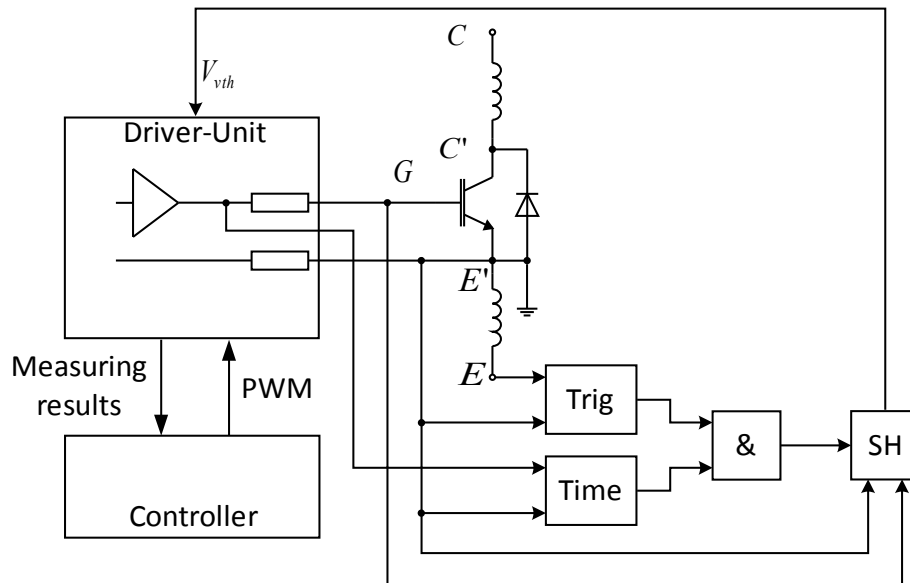 C
V_vth
Driver-Unit
C'
G
E'
Measuring
results
PWM
E
Trig
&
SH
Time
Controller